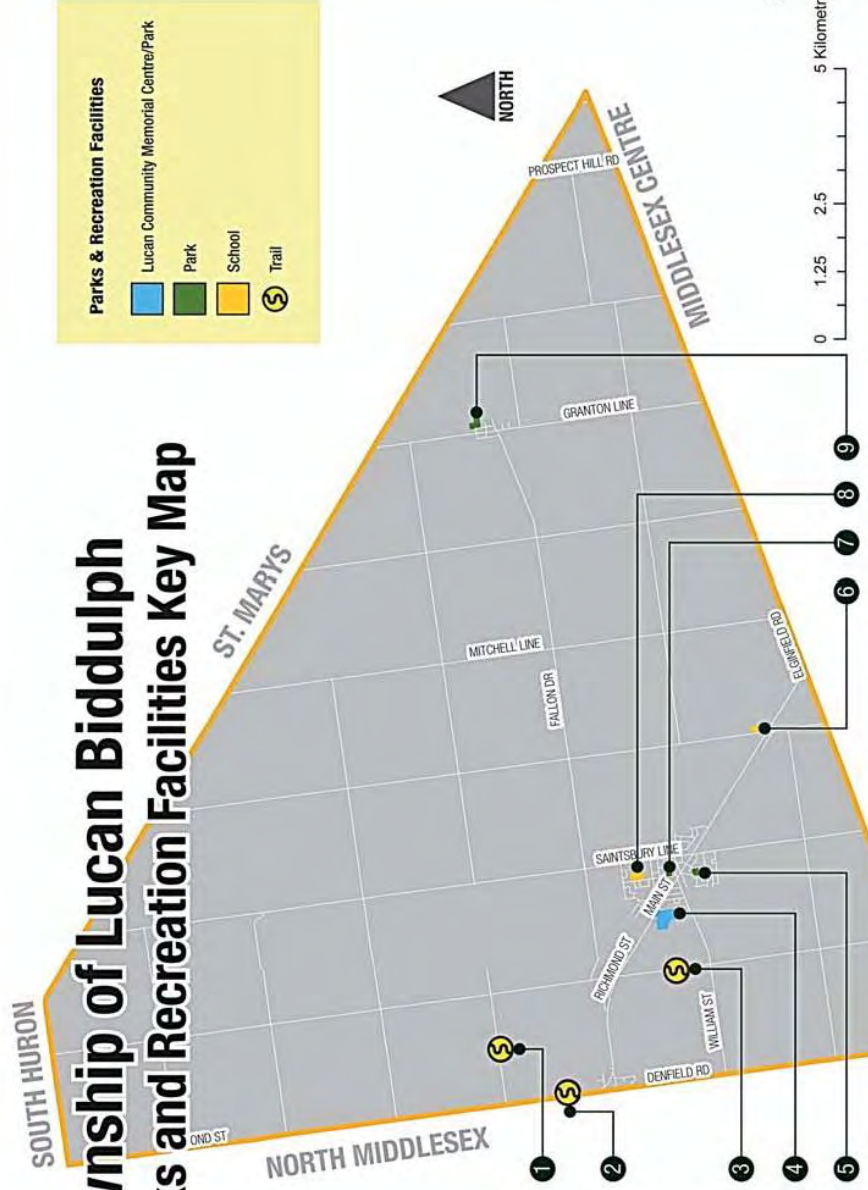 wnship of Lucan Biddulph
ks and Recreation Facilities Key Map
Parks & Recreation Facilities
Lucan Community Memorial Centre/Park
Park
School
S Trail
NORTH
SOUTH HURON
ST. MARYS
NORTH MIDDLESEX
MIDDLESEX CENTRE
PROSPECT HILL RD
GRANTON LINE
MITCHELL LINE
FALLON DR
ELGINFIELD RD
SAINTSBURY LINE
MAIN ST
RICHMOND ST
WILLIAM ST
DENFIELD RD
OND ST
S
S
S
1
2
3
4
5
6
7
8
9
0 1.25 2.5 5 Kilometr